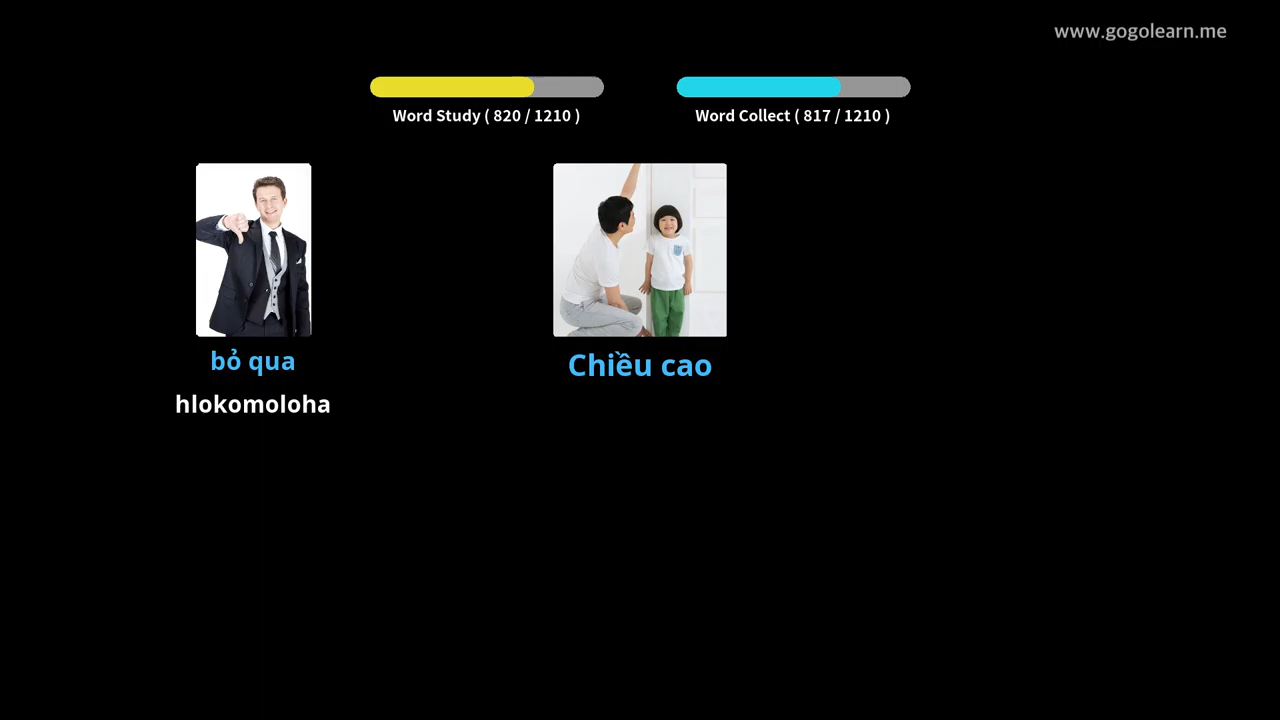 www.gogolearn.me
Word Study ( 820 / 1210 )
Word Collect ( 817 / 1210 )
bỏ qua
hlokomoloha
Chiều cao